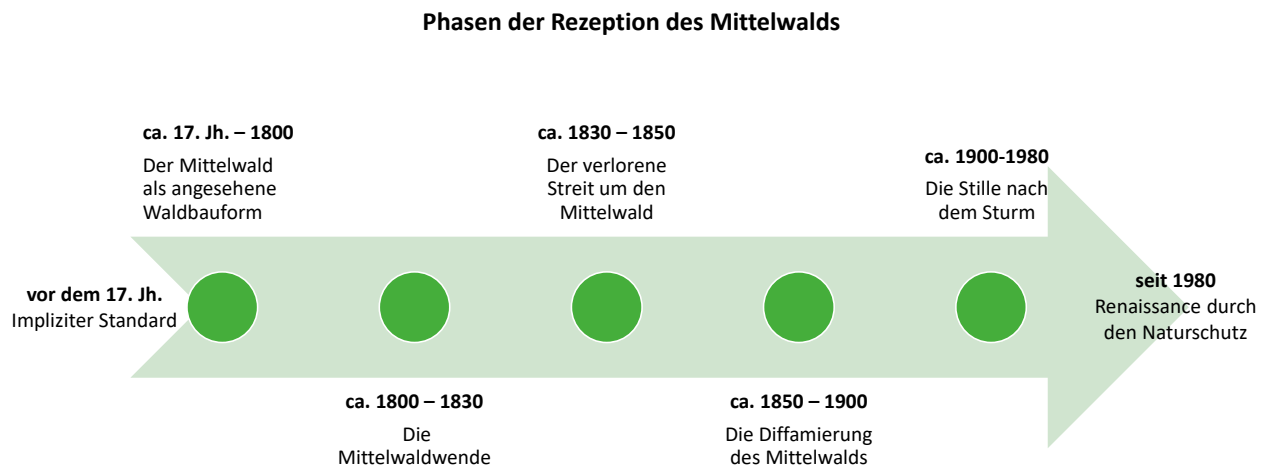 Phasen der Rezeption des Mittelwalds
vor dem 17. Jh.
Impliziter Standard
ca. 17. Jh. – 1800
Der Mittelwald
als angesehene
Waldbauform
ca. 1800 – 1830
Die
Mittelwaldwende
ca. 1830 – 1850
Der verlorene
Streit um den
Mittelwald
ca. 1850 – 1900
Die Diffamierung
des Mittelwalds
ca. 1900-1980
Die Stille nach
dem Sturm
seit 1980
Renaissance durch
den Naturschutz